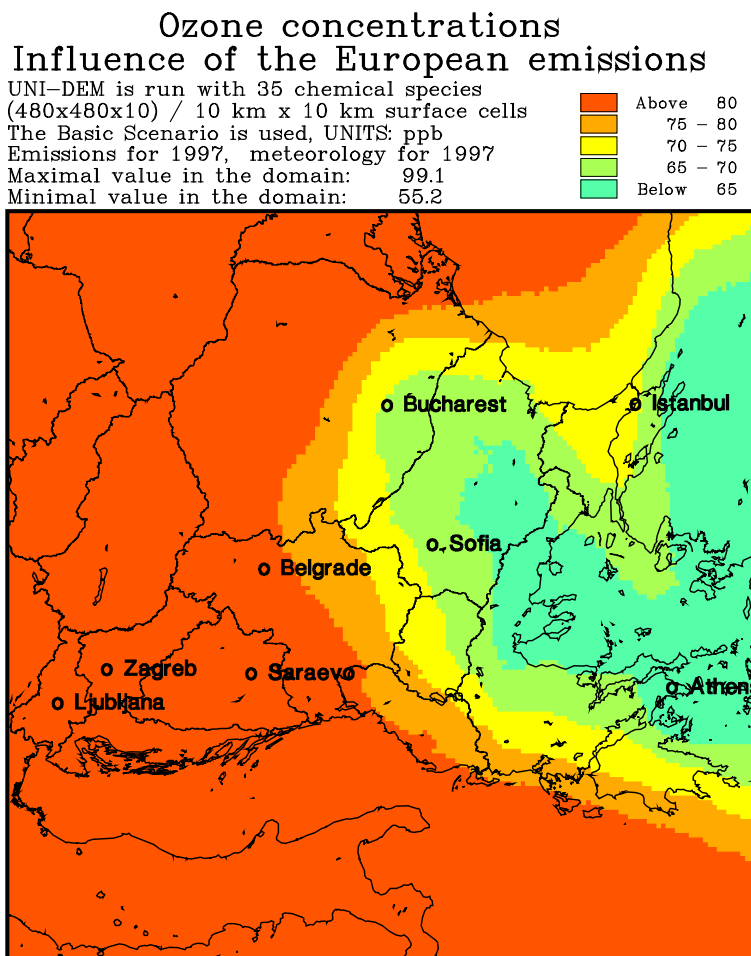 Ozone concentrations
Influence of the European emissions
UNI-DEM is run with 35 chemical species
(480x480x10) / 10 km x 10 km surface cells
The Basic Scenario is used, UNITS: ppb
Emissions for 1997, meteorology for 1997
Maximal value in the domain: 99.1
Minimal value in the domain: 55.2
Above 80
75 - 80
70 - 75
65 - 70
Below 65
Bucharest
Istanbul
Sofia
Belgrade
Zagreb
Saraevo
Athens
Ljubljana